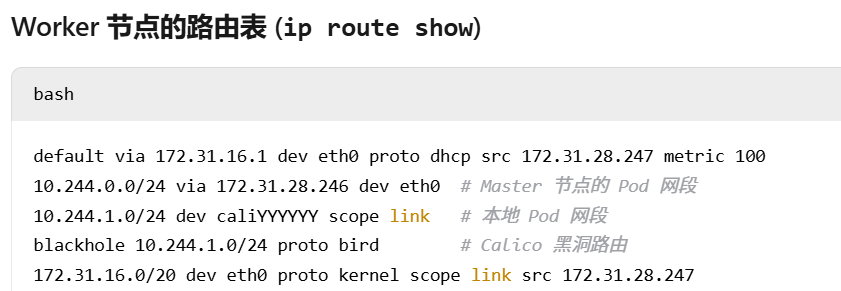 Worker 节点的路由表 (ip route show)
bash
default via 172.31.16.1 dev eth0 proto dhcp src 172.31.28.247 metric 100
10.244.0.0/24 via 172.31.28.246 dev eth0  # Master 节点的 Pod 网段
10.244.1.0/24 dev caliYYYYYY scope link   # 本地 Pod 网段
blackhole 10.244.1.0/24 proto bird        # Calico 黑洞路由
172.31.16.0/20 dev eth0 proto kernel scope link src 172.31.28.247